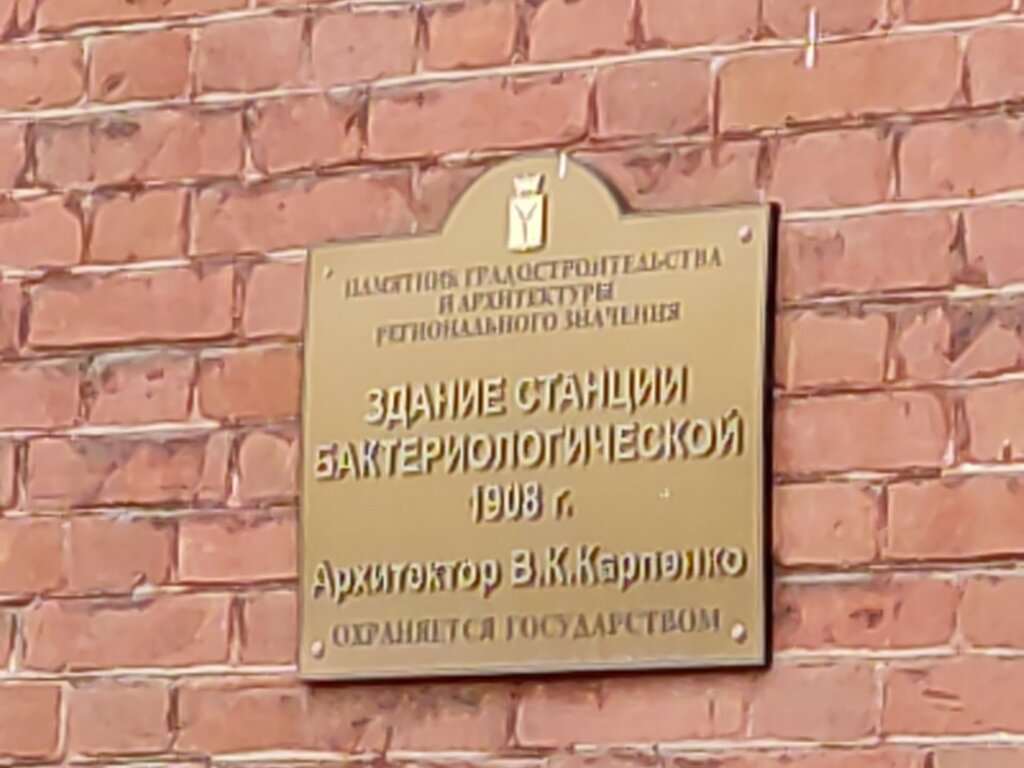 ПАМЯТНИК ГРАДОСТРОИТЕЛЬСТВА
И АРХИТЕКТУРЫ
РЕГИОНАЛЬНОГО ЗНАЧЕНИЯ
ЗДАНИЕ СТАНЦИИ
БАКТЕРИОЛОГИЧЕСКОЙ
1908 г.
Архитектор В.К.Карпенко
ОХРАНЯЕТСЯ ГОСУДАРСТВОМ